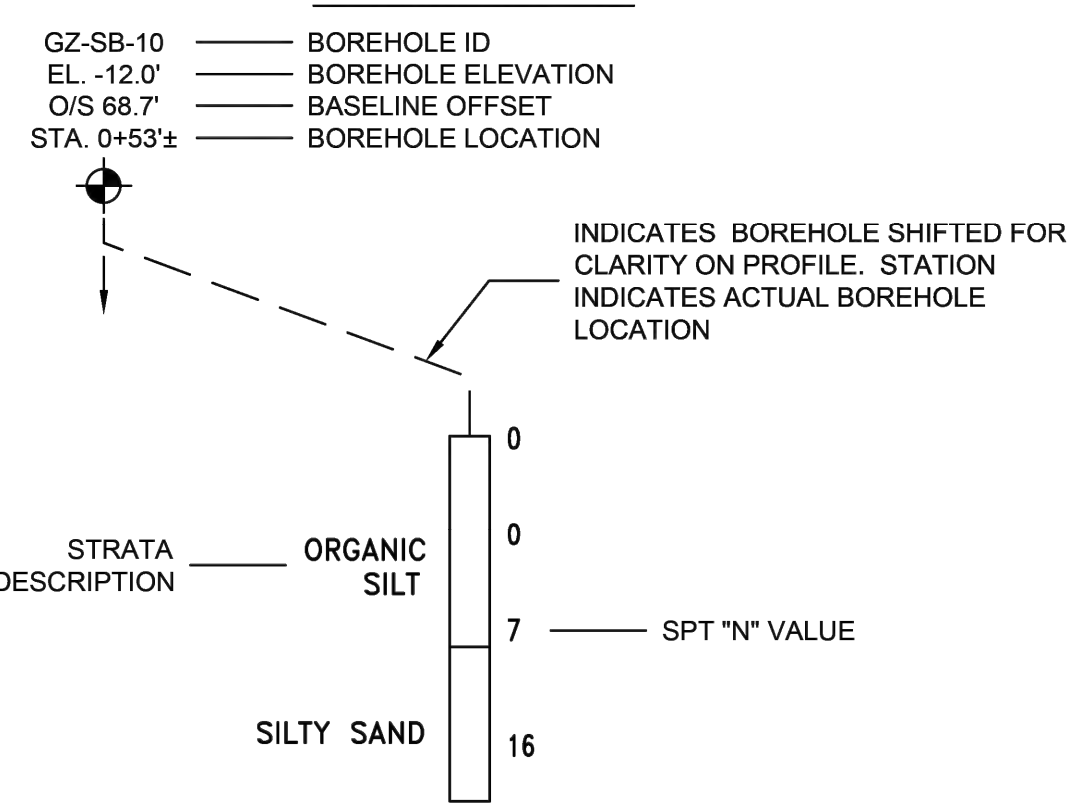 GZ-SB-10 BOREHOLE ID
EL. -12.0' BOREHOLE ELEVATION
O/S 68.7' BASELINE OFFSET
STA. 0+53'± BOREHOLE LOCATION
INDICATES BOREHOLE SHIFTED FOR
CLARITY ON PROFILE. STATION
INDICATES ACTUAL BOREHOLE
LOCATION
0
0
STRATA
DESCRIPTION
ORGANIC
SILT
7 SPT "N" VALUE
SILTY SAND
16